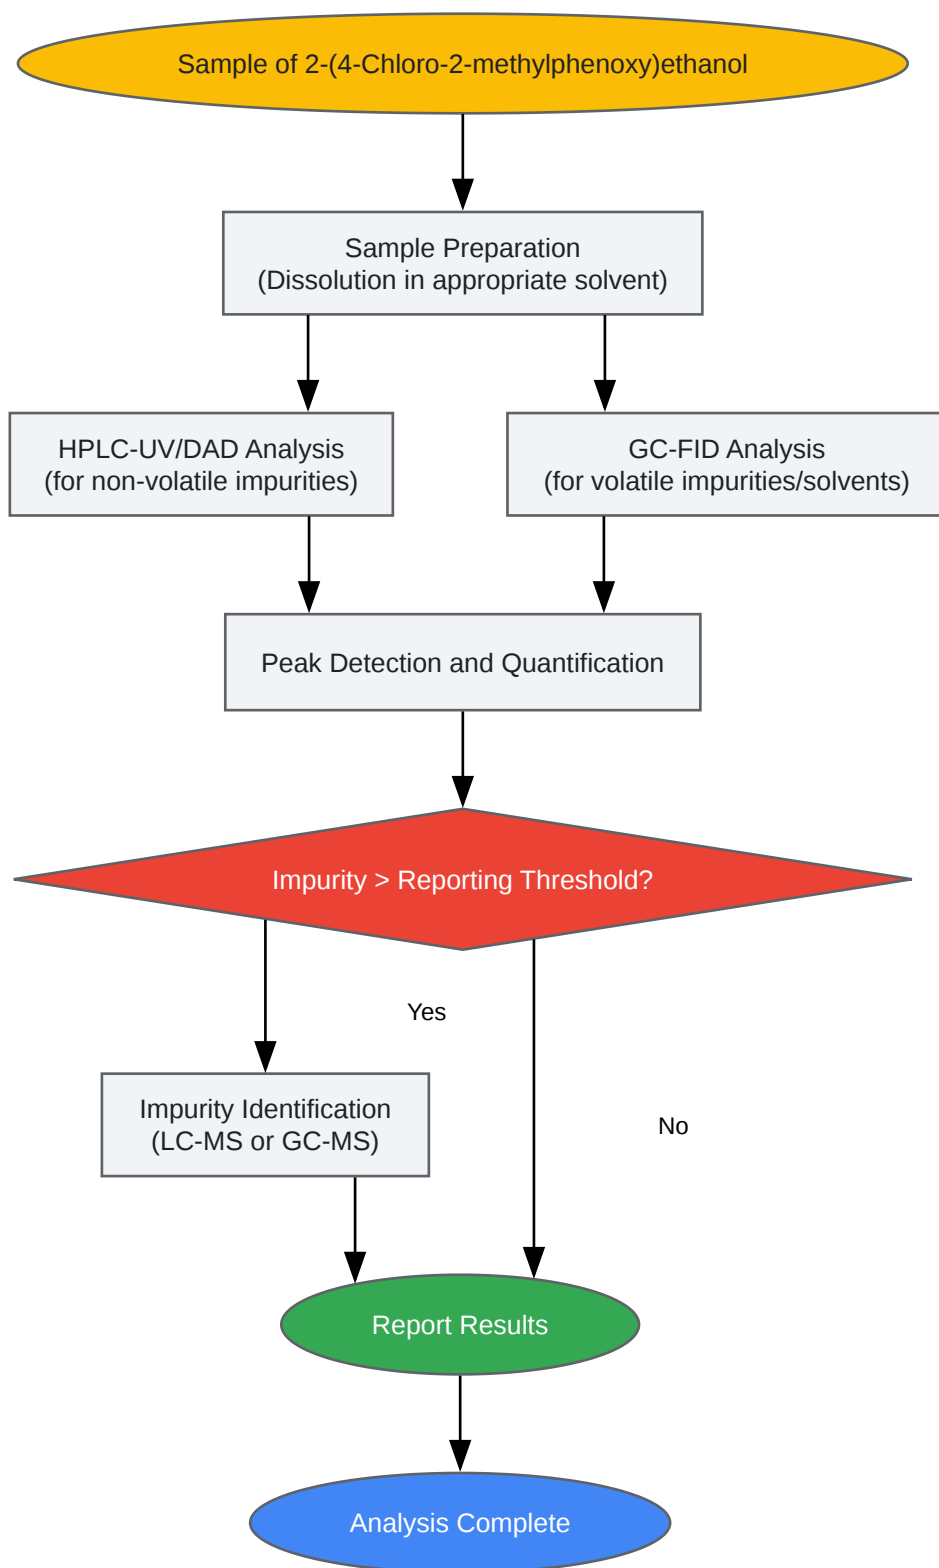 Sample of 2-(4-Chloro-2-methylphenoxy)ethanol
Sample Preparation
(Dissolution in appropriate solvent)
HPLC-UV/DAD Analysis
(for non-volatile impurities)
GC-FID Analysis
(for volatile impurities/solvents)
Peak Detection and Quantification
Impurity > Reporting Threshold?
Yes
Impurity Identification
(LC-MS or GC-MS)
No
Report Results
Analysis Complete